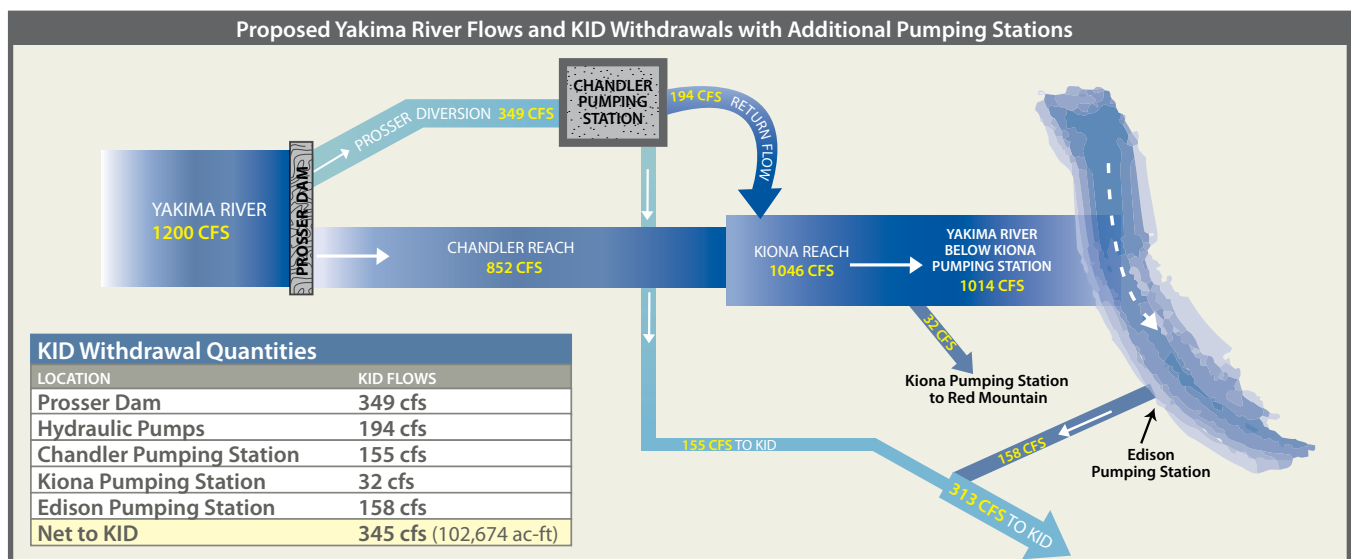 Proposed Yakima River Flows and KID Withdrawals with Additional Pumping Stations
CHANDLER
PUMPING
STATION
PROSSER DIVERSION 349 CFS
194 CFS RETURN FLOW
YAKIMA RIVER
1200 CFS
PROSSER DAM
CHANDLER REACH
852 CFS
KIONA REACH
1046 CFS
YAKIMA RIVER
BELOW KIONA
PUMPING STATION
1014 CFS
32 CFS
Kiona Pumping Station
to Red Mountain
158 CFS
Edison
Pumping Station
155 CFS TO KID
313 CFS TO KID
KID Withdrawal Quantities
LOCATION KID FLOWS
Prosser Dam 349 cfs
Hydraulic Pumps 194 cfs
Chandler Pumping Station 155 cfs
Kiona Pumping Station 32 cfs
Edison Pumping Station 158 cfs
Net to KID 345 cfs (102,674 ac-ft)